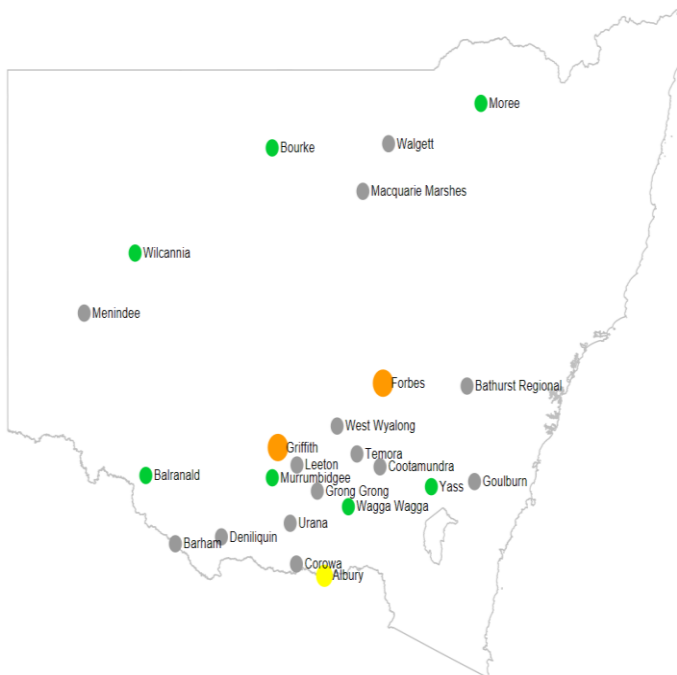 Moree
Walgett
Bourke
Macquarie Marshes
Wilcannia
Menindee
Forbes
Bathurst Regional
West Wyalong
Griffith
Temora
Leeton
Cootamundra
Balranald
Murrumbidgee
Goulburn
Yass
Grong Grong
Wagga Wagga
Urana
Deniliquin
Barham
Corowa
Albury